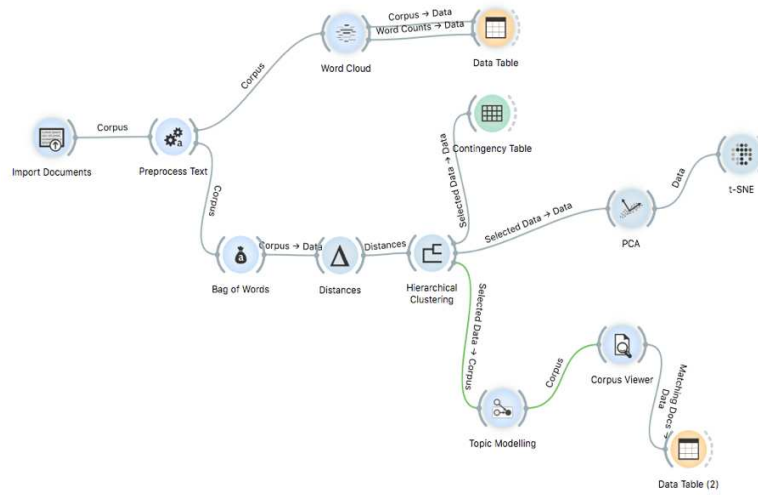 Corpus → Data
Word Counts → Data
Word Cloud
Data Table
Corpus
Corpus
Import Documents
Preprocess Text
Contingency Table
Selected Data → Data
Data
t-SNE
Corpus
Selected Data → Data
PCA
Corpus → Data
Distances
Bag of Words
Distances
Hierarchical
Clustering
Selected Data → Corpus
Corpus
Corpus Viewer
Matching Docs →
Data
Topic Modelling
Data Table (2)